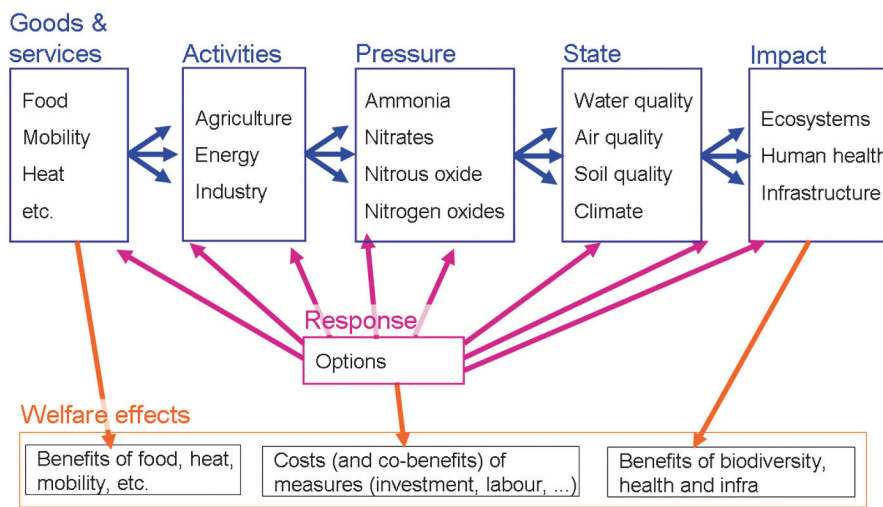 Goods &
services
Activities
Pressure
State
Impact
Food
Mobility
Heat
etc.
Agriculture
Energy
Industry
Ammonia
Nitrates
Nitrous oxide
Nitrogen oxides
Water quality
Air quality
Soil quality
Climate
Ecosystems
Human health
Infrastructure
Response
Options
Welfare effects
Benefits of food, heat,
mobility, etc.
Costs (and co-benefits) of
measures (investment, labour, ...)
Benefits of biodiversity,
health and infra